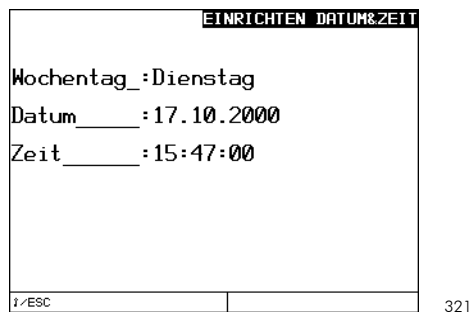 EINRICHTEN DATUM&ZEIT
Wochentag_:Dienstag
Datum_____:17.10.2000
Zeit______:15:47:00
↕/ESC
321